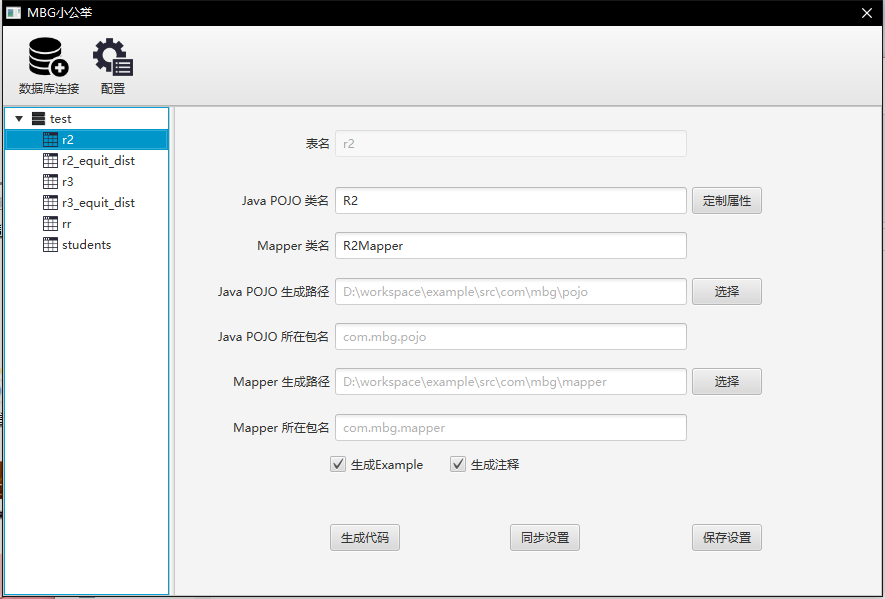 MBG小公举
数据库连接 配置
test
r2
r2_equit_dist
r3
r3_equit_dist
rr
students
表名 r2
Java POJO 类名 R2 定制属性
Mapper 类名 R2Mapper
Java POJO 生成路径 D:\workspace\example\src\com\mbg\pojo 选择
Java POJO 所在包名 com.mbg.pojo
Mapper 生成路径 D:\workspace\example\src\com\mbg\mapper 选择
Mapper 所在包名 com.mbg.mapper
生成Example 生成注释
生成代码 同步设置 保存设置